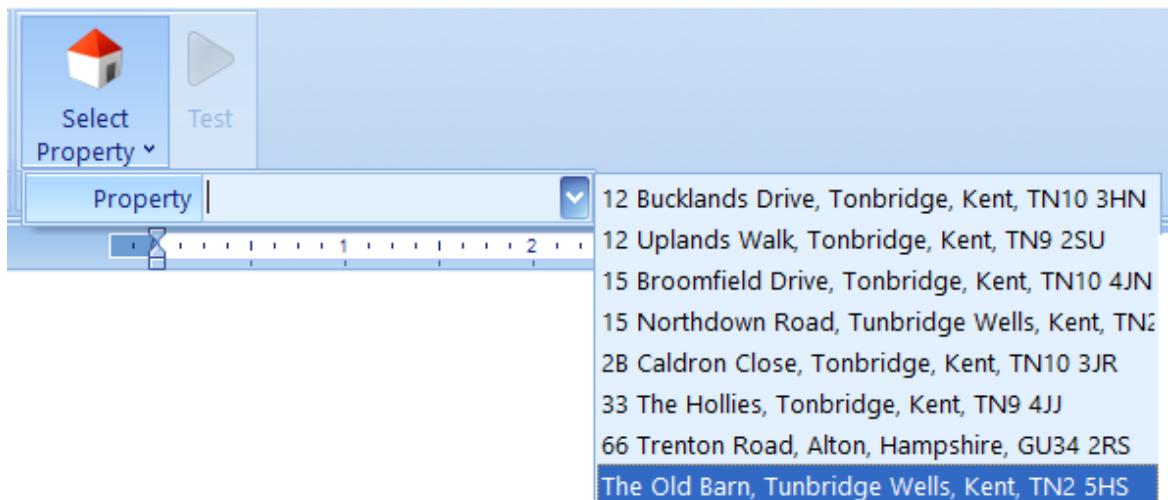 Select
Property
Test
Property
12 Bucklands Drive, Tonbridge, Kent, TN10 3HN
12 Uplands Walk, Tonbridge, Kent, TN9 2SU
15 Broomfield Drive, Tonbridge, Kent, TN10 4JN
15 Northdown Road, Tunbridge Wells, Kent, TN2
2B Caldron Close, Tonbridge, Kent, TN10 3JR
33 The Hollies, Tonbridge, Kent, TN9 4JJ
66 Trenton Road, Alton, Hampshire, GU34 2RS
The Old Barn, Tunbridge Wells, Kent, TN2 5HS
1 2